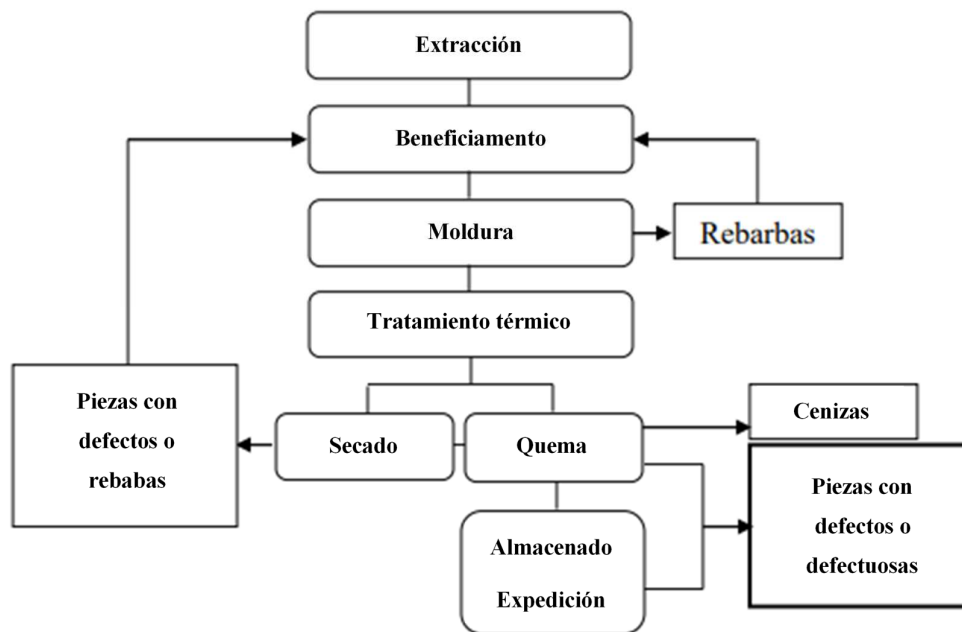 Extracción
Beneficiamento
Moldura
Rebarbas
Tratamiento térmico
Piezas con
defectos o
rebabas
Secado
Quema
Cenizas
Piezas con
defectos o
defectuosas
Almacenado
Expedición